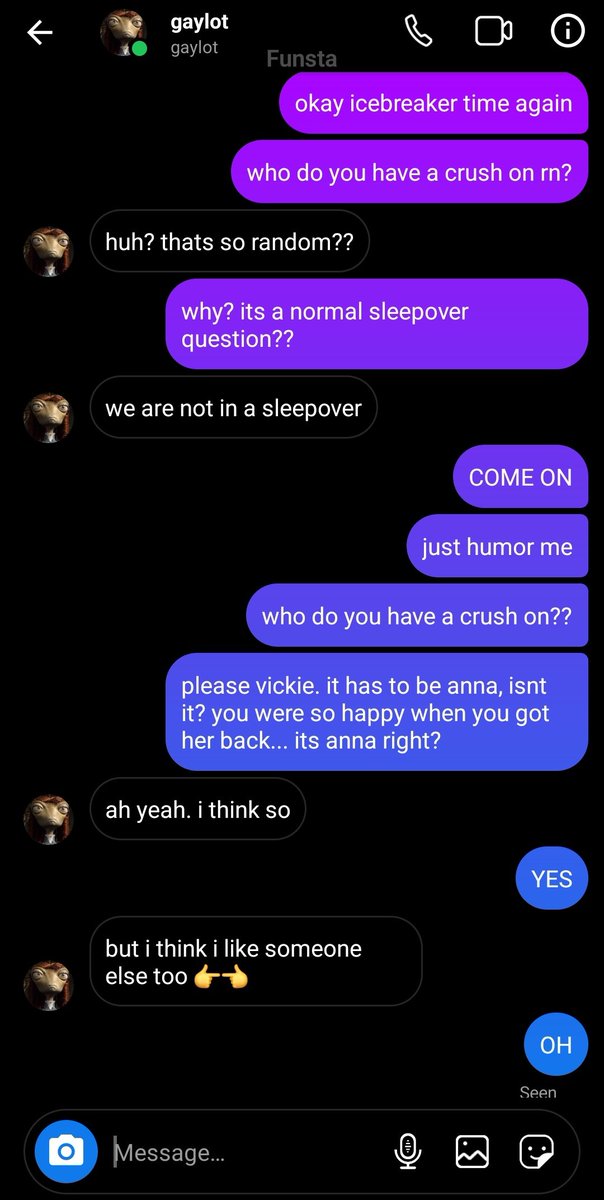 gaylot
gaylot
Funsta
okay icebreaker time again
who do you have a crush on rn?
huh? thats so random??
why? its a normal sleepover
question??
we are not in a sleepover
COME ON
just humor me
who do you have a crush on??
please vickie. it has to be anna, isnt
it? you were so happy when you got
her back... its anna right?
ah yeah. i think so
YES
but i think i like someone
else too 👉👈
OH
Seen
Message...